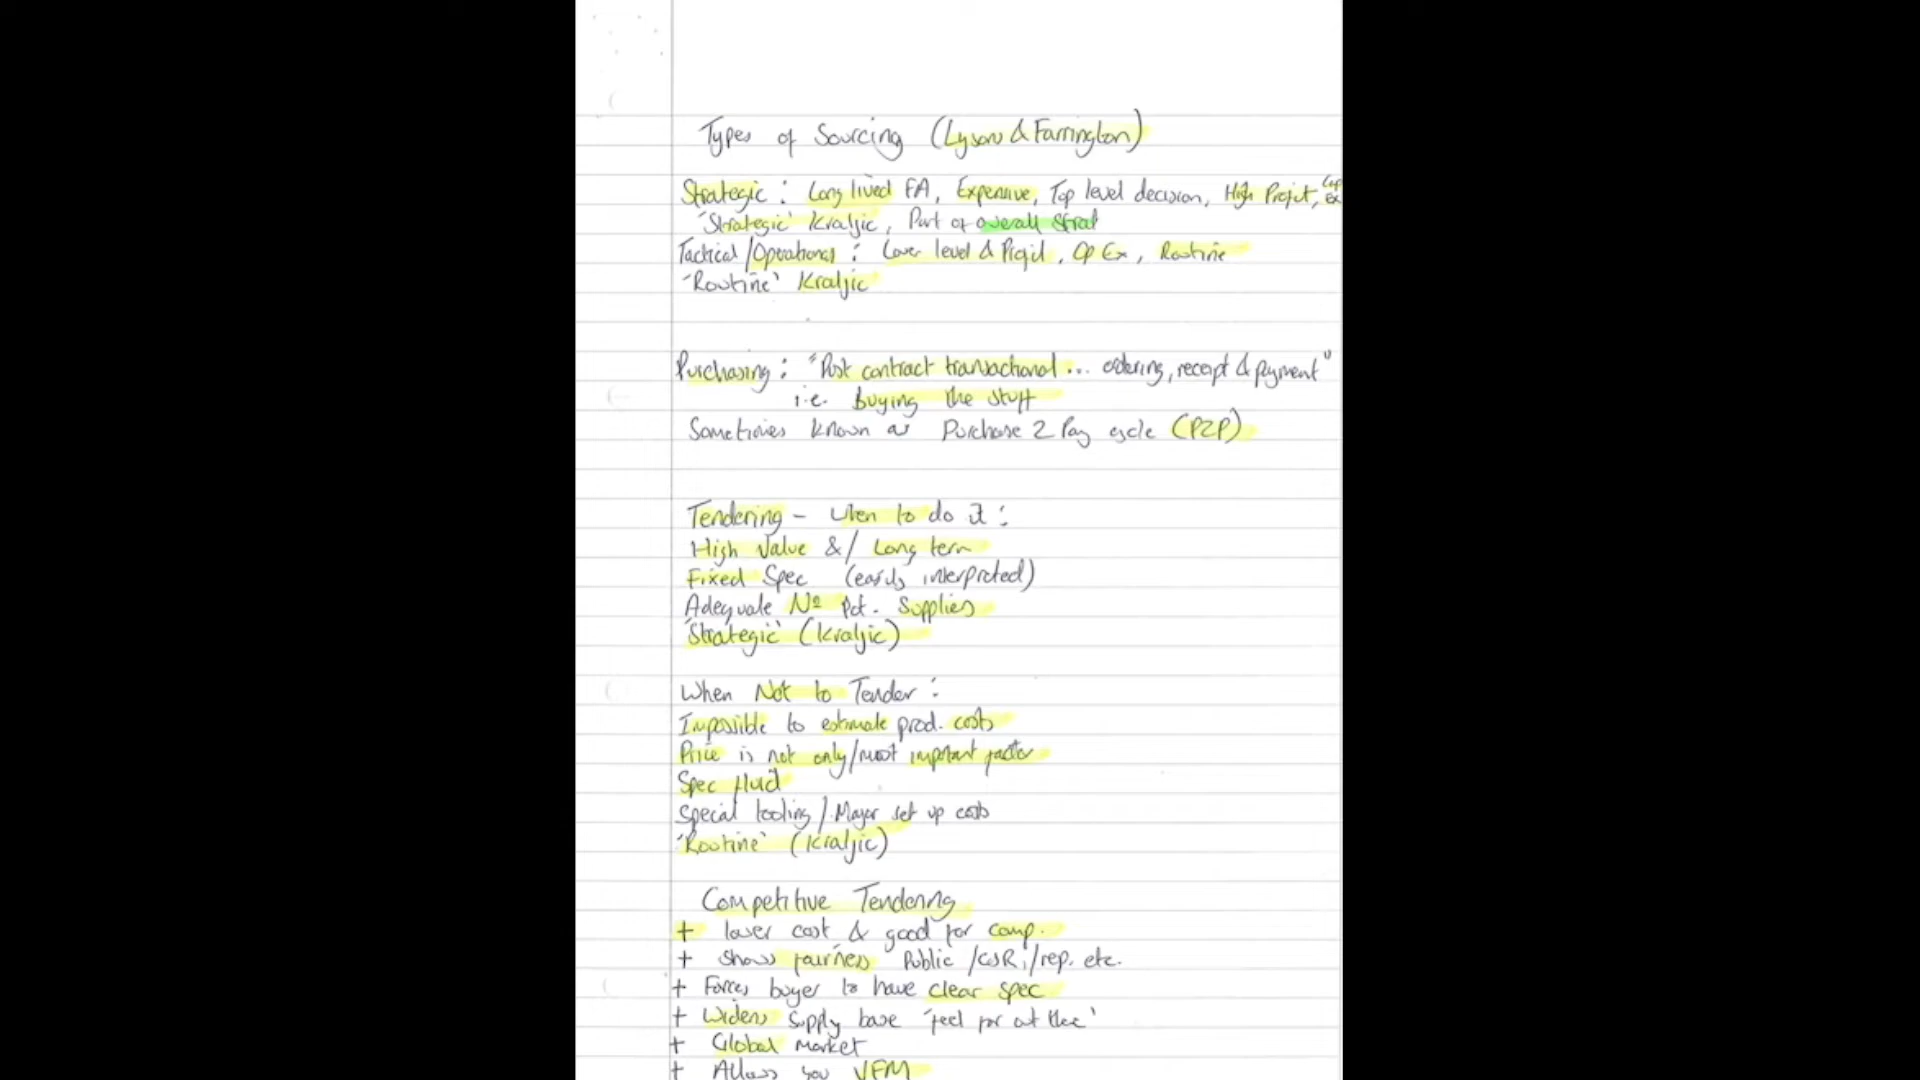 Types of Sourcing (Lysons & Farrington)
Strategic : Long lived FA, Expensive, Top level decision, High Profit, Cap Ex
'Strategic' Kraljic, Part of overall Strat
Tactical/Operational : Lower level & Profit, Op Ex, Routine
'Routine' Kraljic
Purchasing : "Post contract transactional ... ordering, receipt & payment"
i.e. buying the stuff
Sometimes known as Purchase 2 Pay cycle (P2P)
Tendering - When to do it :
High Value &/ Long term
Fixed Spec (easily interpreted)
Adequate Nº Pot. Supplies
'Strategic' (Kraljic)
When Not to Tender :
Impossible to estimate prod. costs
Price is not only/most important factor
Spec fluid
Special tooling / Major set up costs
'Routine' (Kraljic)
Competitive Tendering
+ lower cost & good for comp.
+ Shows fairness Public /CSR,/rep. etc.
+ Forces buyer to have clear spec
+ Widens supply base 'feel for out there'
+ Global market
+ Allows you VFM